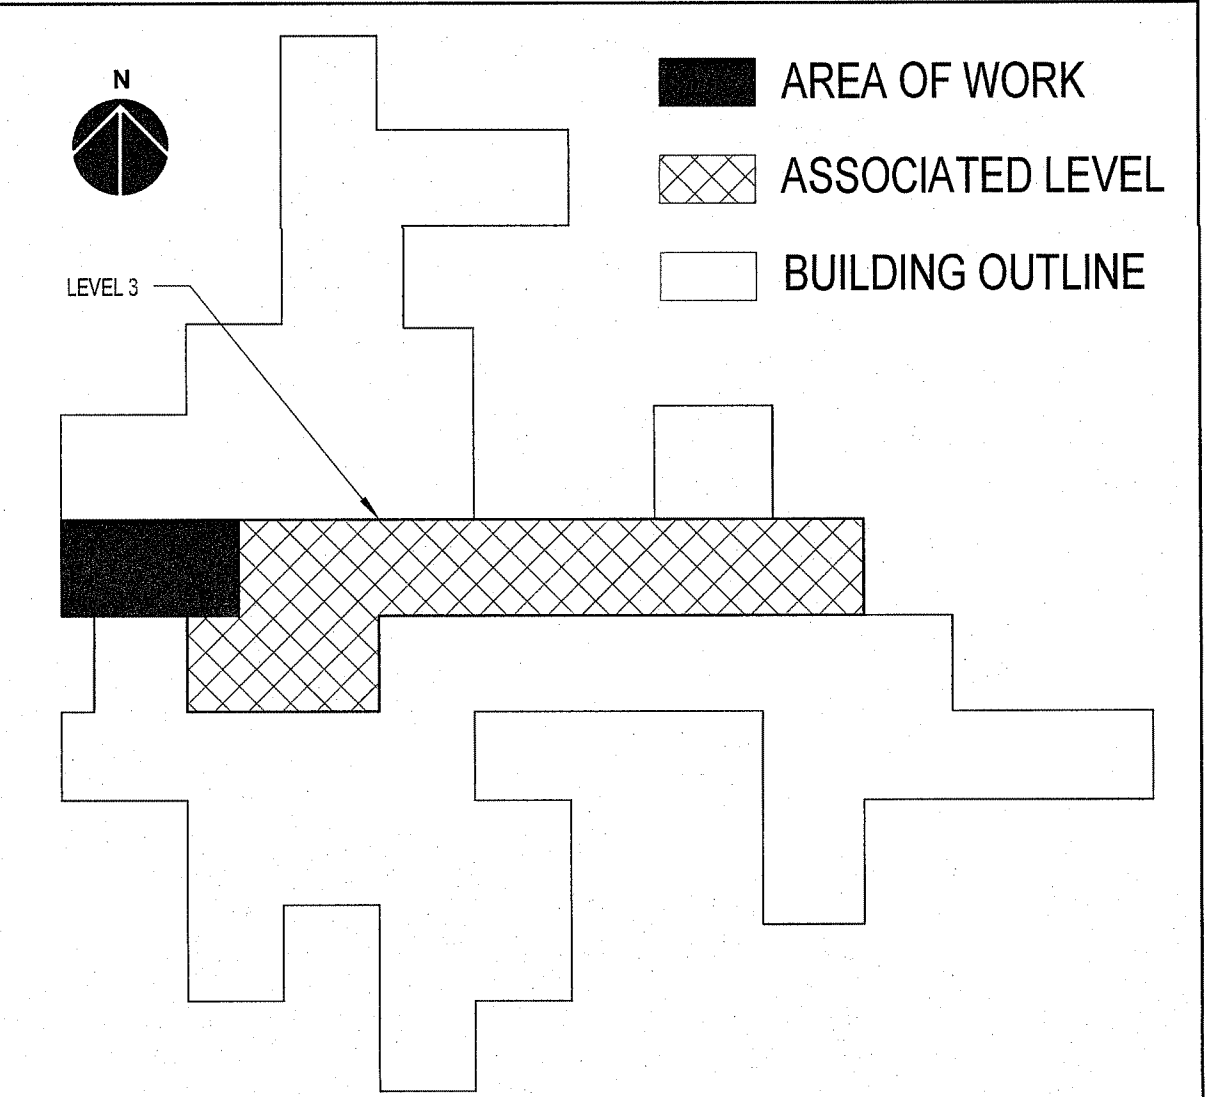 N
AREA OF WORK
ASSOCIATED LEVEL
BUILDING OUTLINE
LEVEL 3